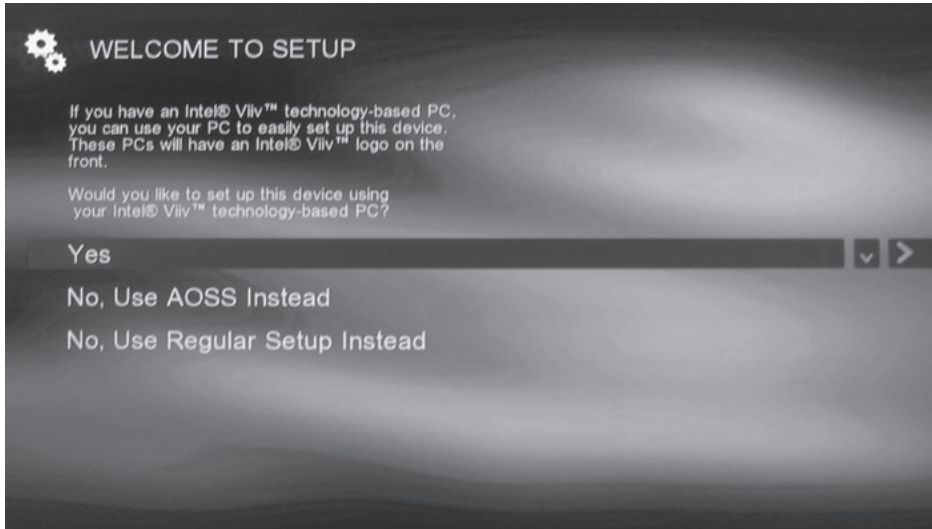 WELCOME TO SETUP
If you have an Intel® Viiv™ technology-based PC,
you can use your PC to easily set up this device.
These PCs will have an Intel® Viiv™ logo on the
front.
Would you like to set up this device using
your Intel® Viiv™ technology-based PC?
Yes
No, Use AOSS Instead
No, Use Regular Setup Instead